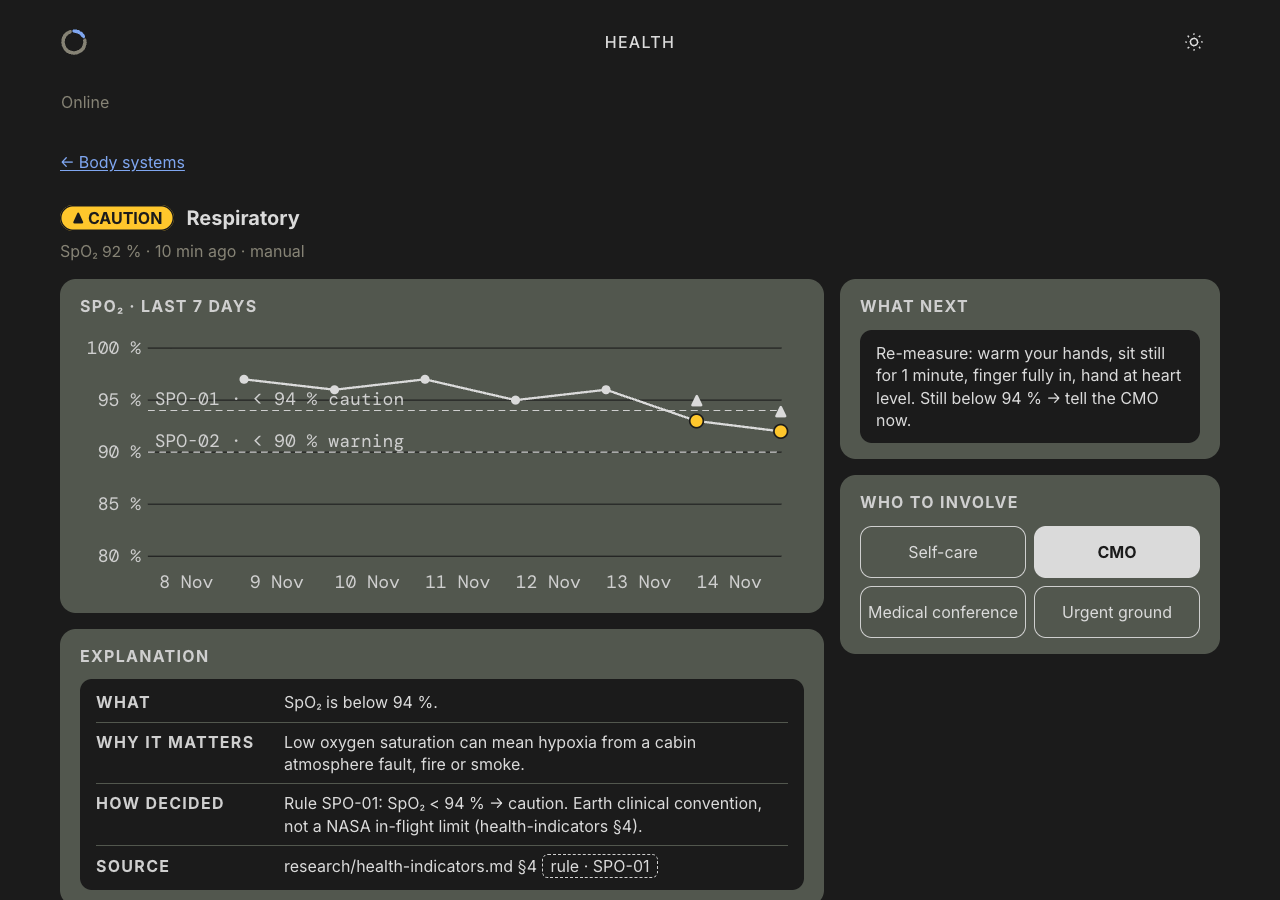 HEALTH
Online
← Body systems
▲ CAUTION Respiratory
SpO₂ 92 % · 10 min ago · manual
SPO₂ · LAST 7 DAYS
100 %
95 %
SPO-01 · < 94 % caution
SPO-02 · < 90 % warning
90 %
85 %
80 %
8 Nov 9 Nov 10 Nov 11 Nov 12 Nov 13 Nov 14 Nov
WHAT NEXT
Re-measure: warm your hands, sit still
for 1 minute, finger fully in, hand at heart
level. Still below 94 % → tell the CMO
now.
WHO TO INVOLVE
Self-care
CMO
Medical conference
Urgent ground
EXPLANATION
WHAT SpO₂ is below 94 %.
WHY IT MATTERS Low oxygen saturation can mean hypoxia from a cabin
atmosphere fault, fire or smoke.
HOW DECIDED Rule SPO-01: SpO₂ < 94 % → caution. Earth clinical convention,
not a NASA in-flight limit (health-indicators §4).
SOURCE research/health-indicators.md §4 rule · SPO-01